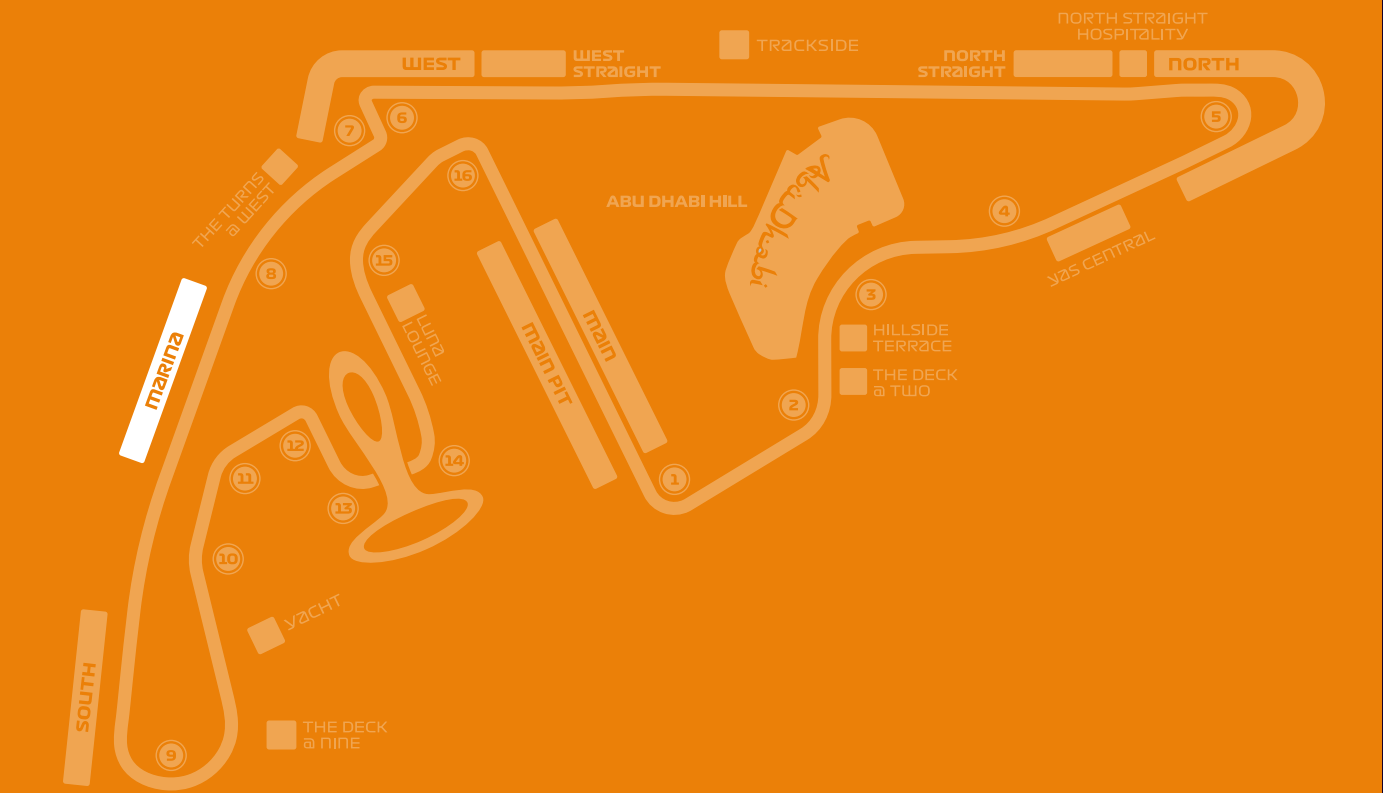 NORTH STRAIGHT
HOSPITALITY
TRACKSIDE
WEST
WEST
STRAIGHT
NORTH
STRAIGHT
NORTH
5
6
7
16
THE TURNS
@ WEST
ABU DHABI HILL
Abu Dhabi
4
YAS CENTRAL
15
8
3
LUNA
LOUNGE
MAIN
MAIN PIT
HILLSIDE
TERRACE
THE DECK
@ TWO
MARINA
2
12
14
11
1
13
10
YACHT
SOUTH
THE DECK
@ NINE
9